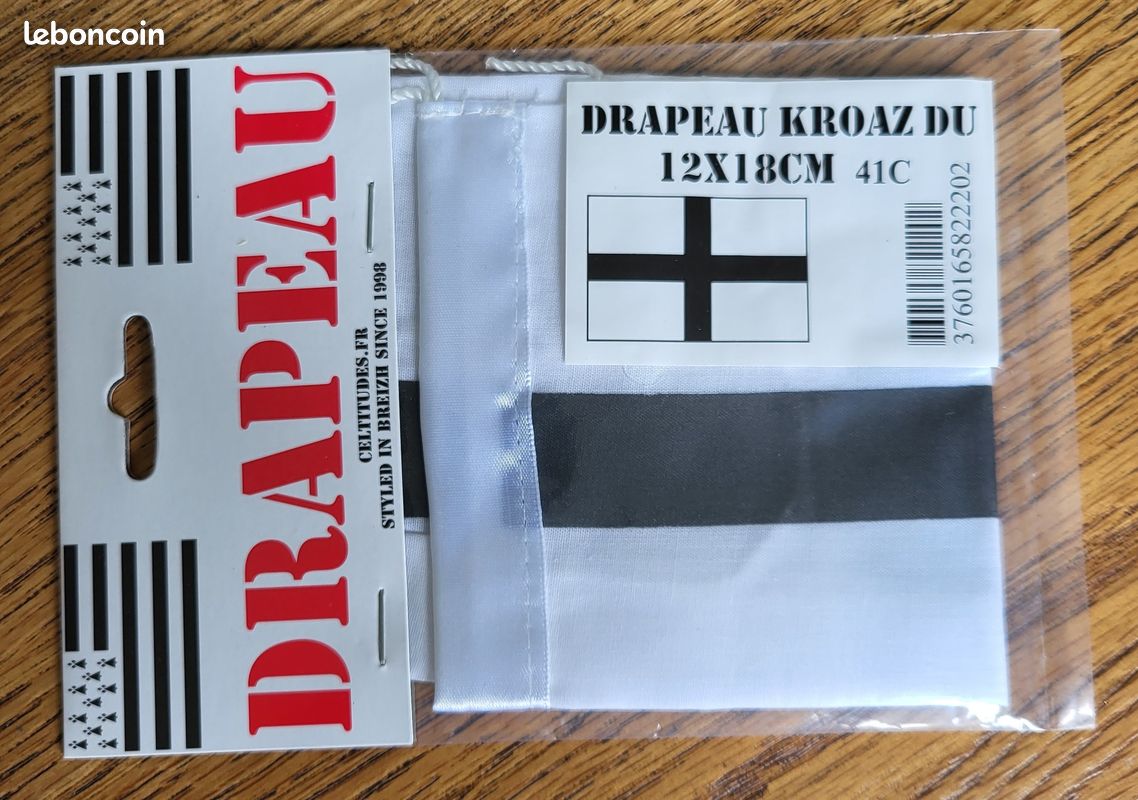 leboncoin
DRAPEAU
CELTITUDES.FR
STYLED IN BREIZH SINCE 1998
DRAPEAU KROAZ DU
12X18CM 41C
3760165822202